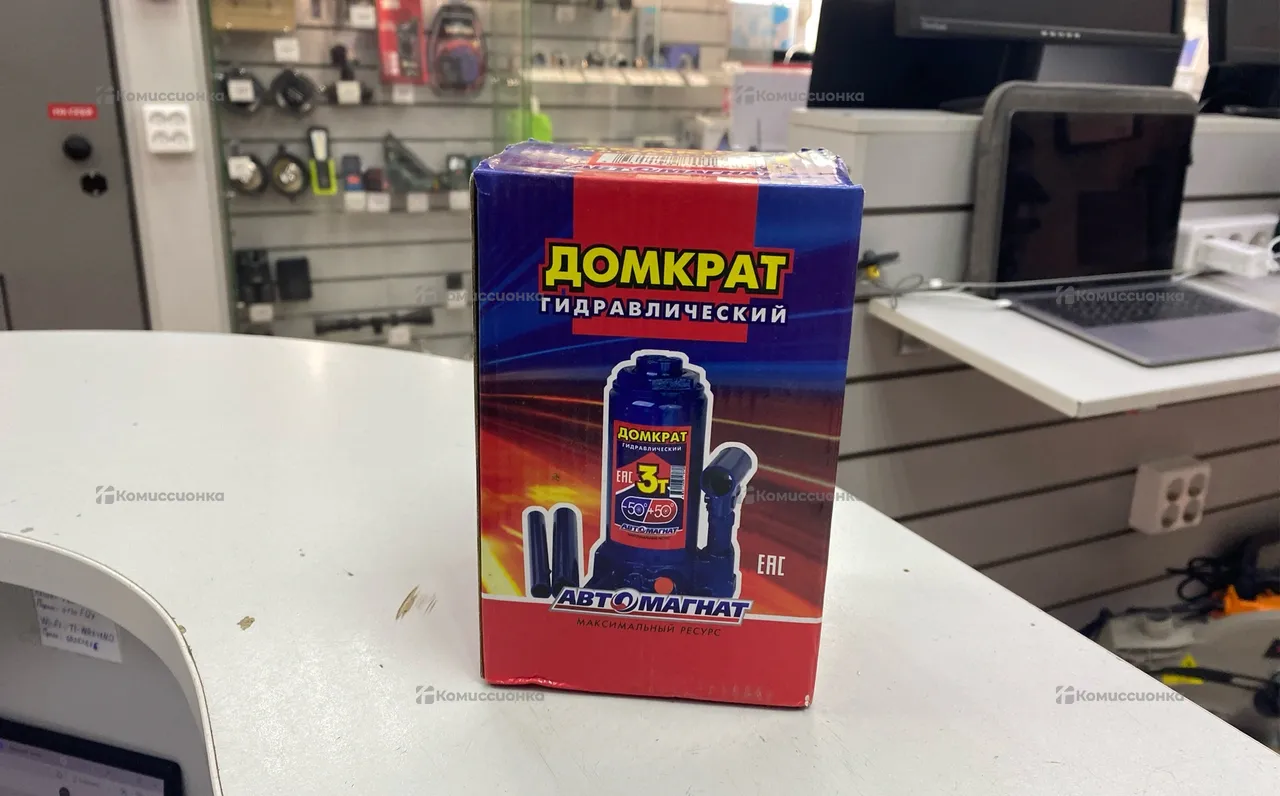 Комиссионка
Комиссионка
АВТОМАГНАТ
ДОМКРАТ
ГИДРАВЛИЧЕСКИЙ
Комиссионка
Комиссионка
ДОМКРАТ
ГИДРАВЛИЧЕСКИЙ
ЕАС 3т
-50° +50°
АВТОМАГНАТ
Комиссионка
Комиссионка
ЕАС
АВТОМАГНАТ
МАКСИМАЛЬНЫЙ РЕСУРС
Комиссионка
Комиссионка